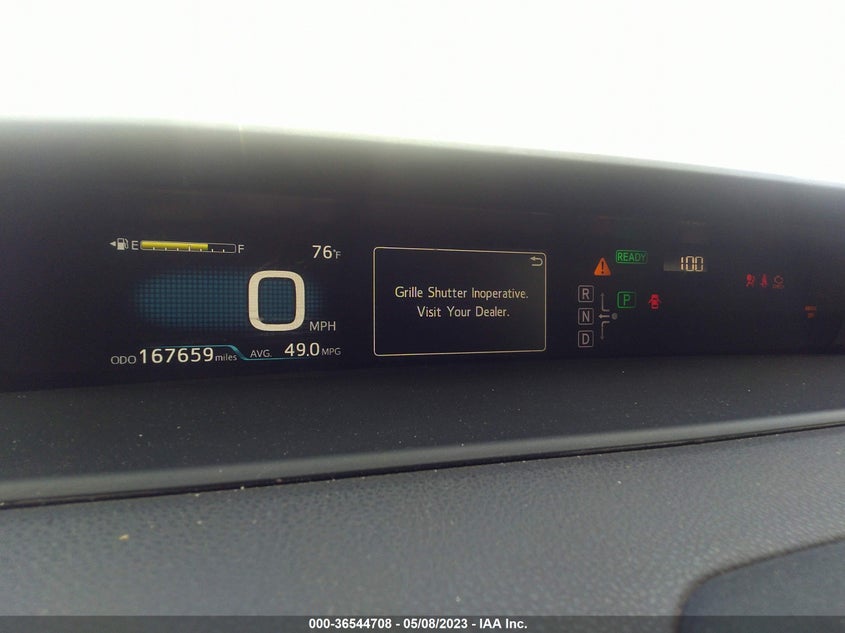 E F
76°F
0
MPH
ODO 167659 miles AVG. 49.0 MPG
Grille Shutter Inoperative.
Visit Your Dealer.
READY
100
R
N
D
P
000-36544708 - 05/08/2023 - IAA Inc.